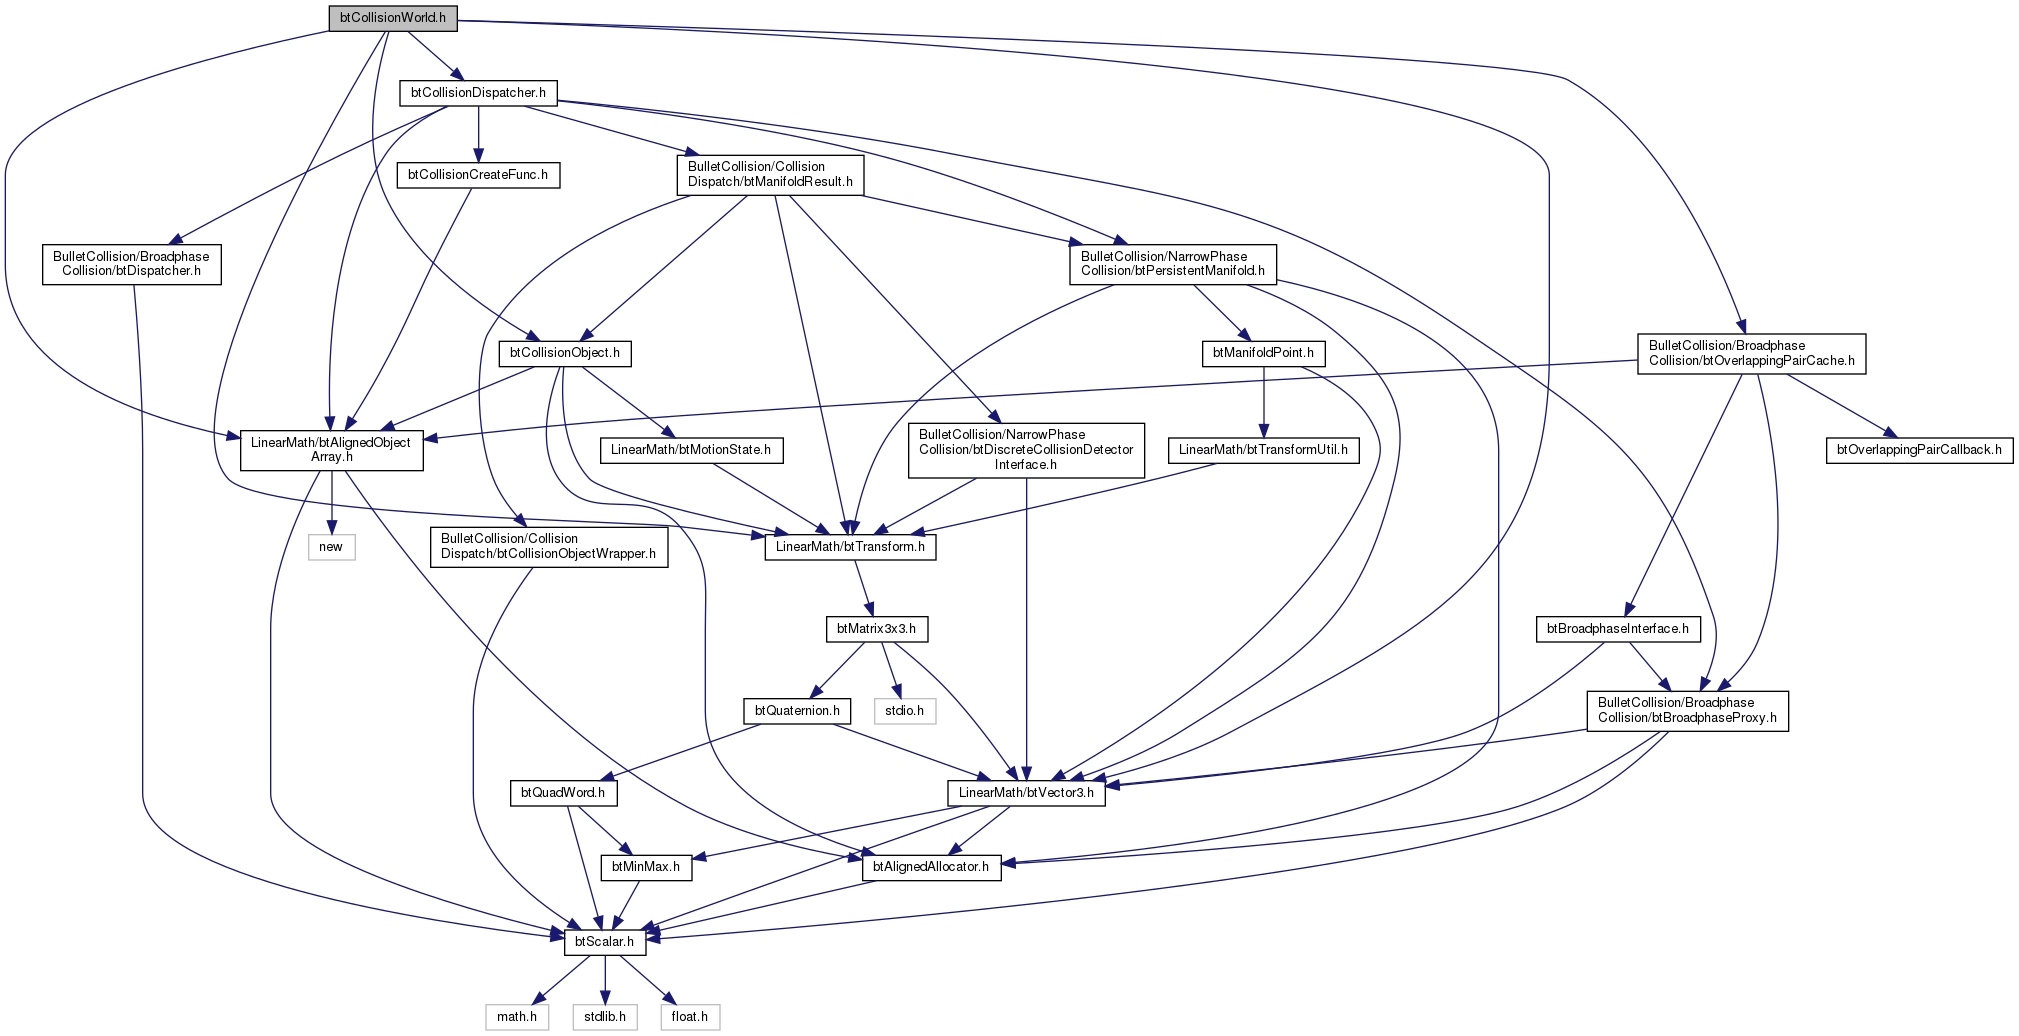 btCollisionWorld.h
btCollisionDispatcher.h
btCollisionCreateFunc.h
BulletCollision/Collision
Dispatch/btManifoldResult.h
BulletCollision/Broadphase
Collision/btDispatcher.h
BulletCollision/NarrowPhase
Collision/btPersistentManifold.h
btCollisionObject.h
btManifoldPoint.h
BulletCollision/Broadphase
Collision/btOverlappingPairCache.h
LinearMath/btAlignedObject
Array.h
LinearMath/btMotionState.h
BulletCollision/NarrowPhase
Collision/btDiscreteCollisionDetector
Interface.h
LinearMath/btTransformUtil.h
btOverlappingPairCallback.h
new
BulletCollision/Collision
Dispatch/btCollisionObjectWrapper.h
LinearMath/btTransform.h
btMatrix3x3.h
btBroadphaseInterface.h
btQuaternion.h
stdio.h
BulletCollision/Broadphase
Collision/btBroadphaseProxy.h
btQuadWord.h
LinearMath/btVector3.h
btMinMax.h
btAlignedAllocator.h
btScalar.h
math.h
stdlib.h
float.h